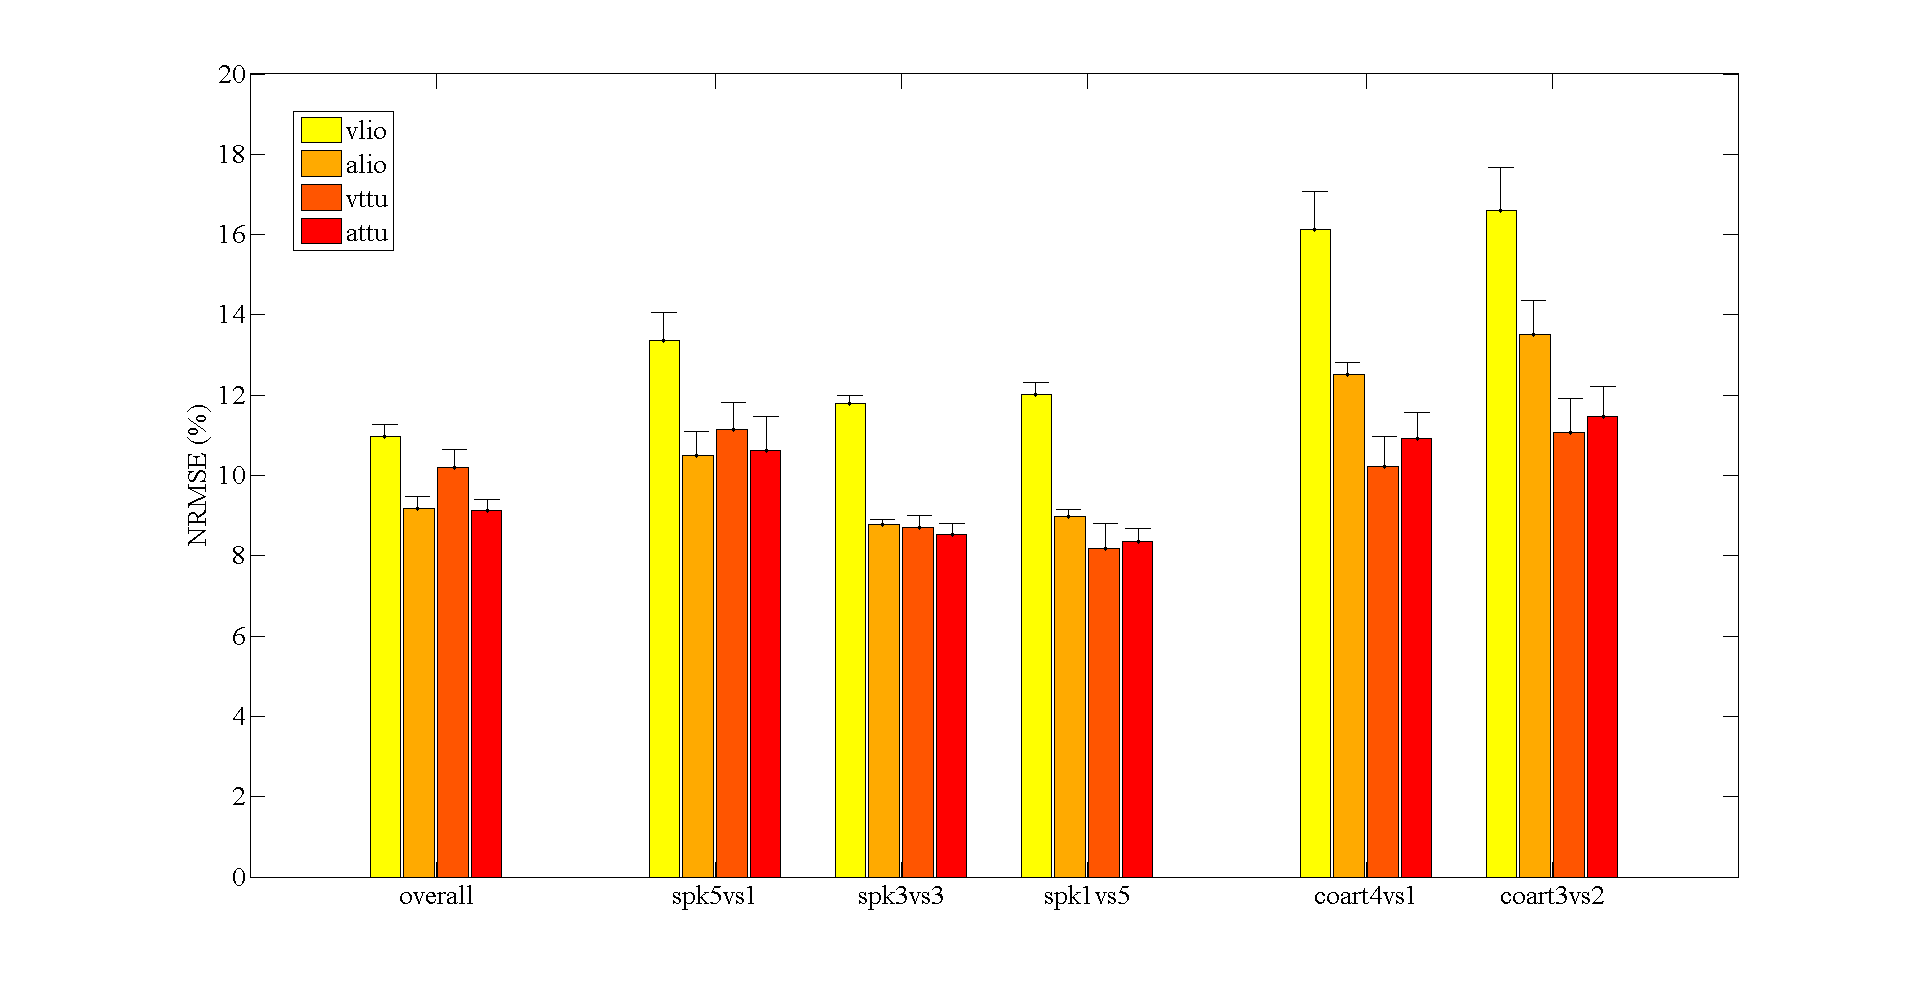 20
18
16
14
12
10
8
6
4
2
0
NRMSE (%)
vlio
alio
vttu
attu
overall
spk5vs1
spk3vs3
spk1vs5
coart4vs1
coart3vs2